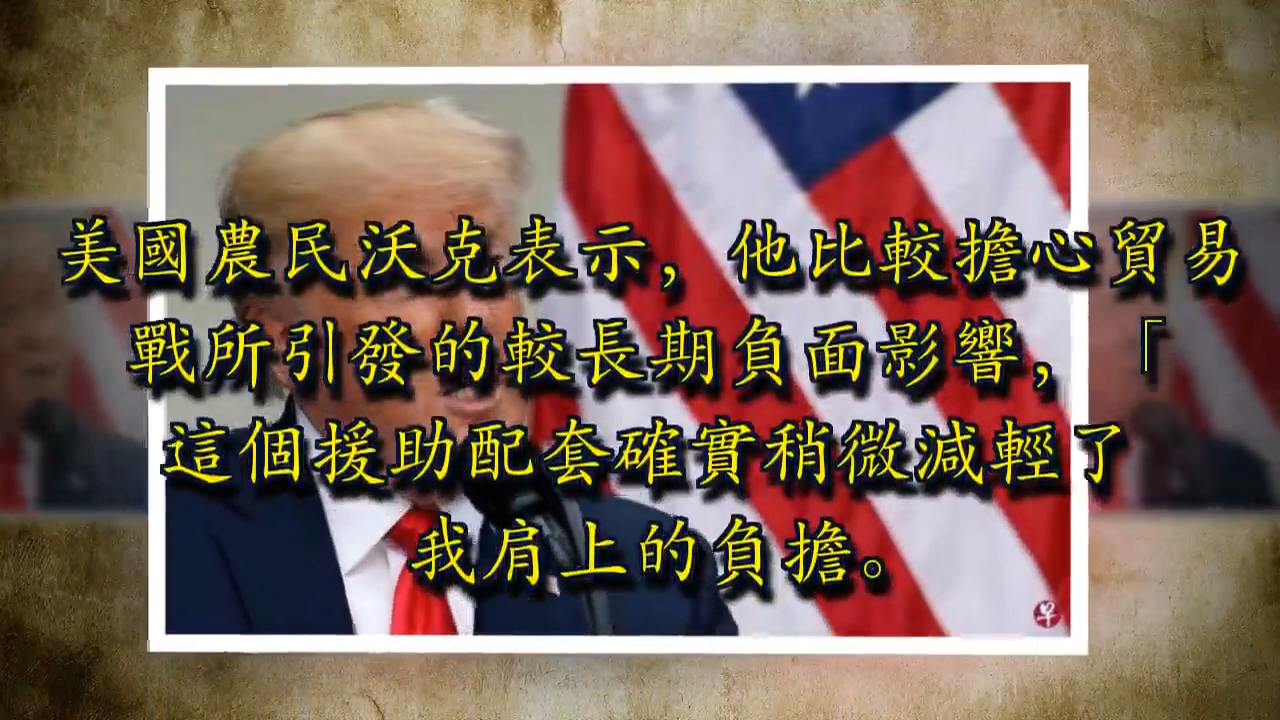 美國農民沃克表示，他比較擔心貿易
戰所引發的較長期負面影響，「
這個援助配套確實稍微減輕了
我肩上的負擔。
早